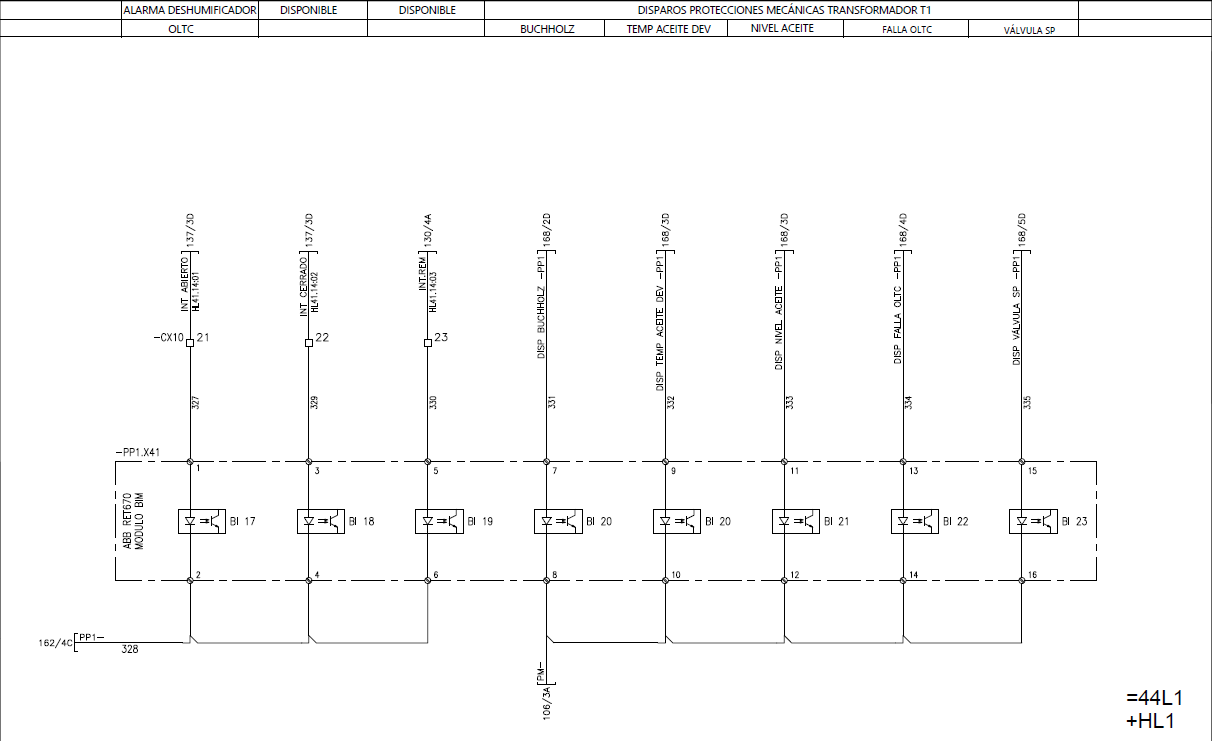 ALARMA DESHUMIFICADOR DISPONIBLE DISPONIBLE DISPAROS PROTECCIONES MECÁNICAS TRANSFORMADOR T1
OLTC BUCHHOLZ TEMP ACEITE DEV NIVEL ACEITE FALLA OLTC VÁLVULA SP
137/3D 137/3D 130/4A 168/2D 168/3D 168/3D 168/4D 168/5D
INT ABIERTO
HL41.14:01
INT CERRADO
HL41.14:02
INT.REM
HL41.14:03
DISP BUCHHOLZ -PP1
DISP TEMP ACEITE DEV -PP1
DISP NIVEL ACEITE -PP1
DISP FALLA OLTC -PP1
DISP VÁLVULA SP -PP1
-CX10 21 22 23
327 329 330 331 332 333 334 335
-PP1.X41
1 3 5 7 9 11 13 15
ABB RET670
MODULO BIM
BI 17 BI 18 BI 19 BI 20 BI 20 BI 21 BI 22 BI 23
2 4 6 8 10 12 14 16
162/4C PP1-
328
PM-
106/3A
=44L1
+HL1